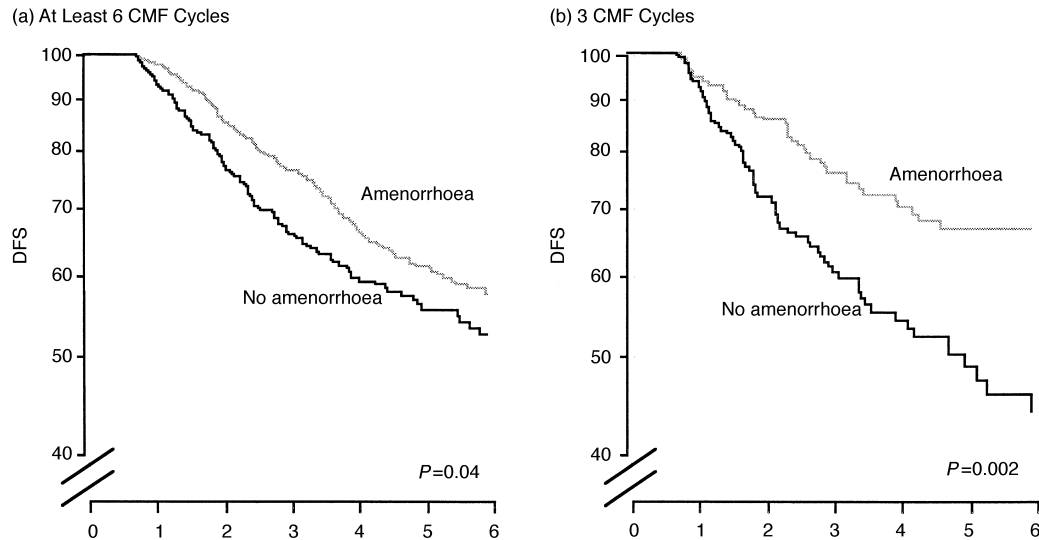 (a) At Least 6 CMF Cycles
100
90
80
70
60
50
40
DFS
Amenorrhoea
No amenorrhoea
P=0.04
0 1 2 3 4 5 6
(b) 3 CMF Cycles
100
90
80
70
60
50
40
DFS
Amenorrhoea
No amenorrhoea
P=0.002
0 1 2 3 4 5 6